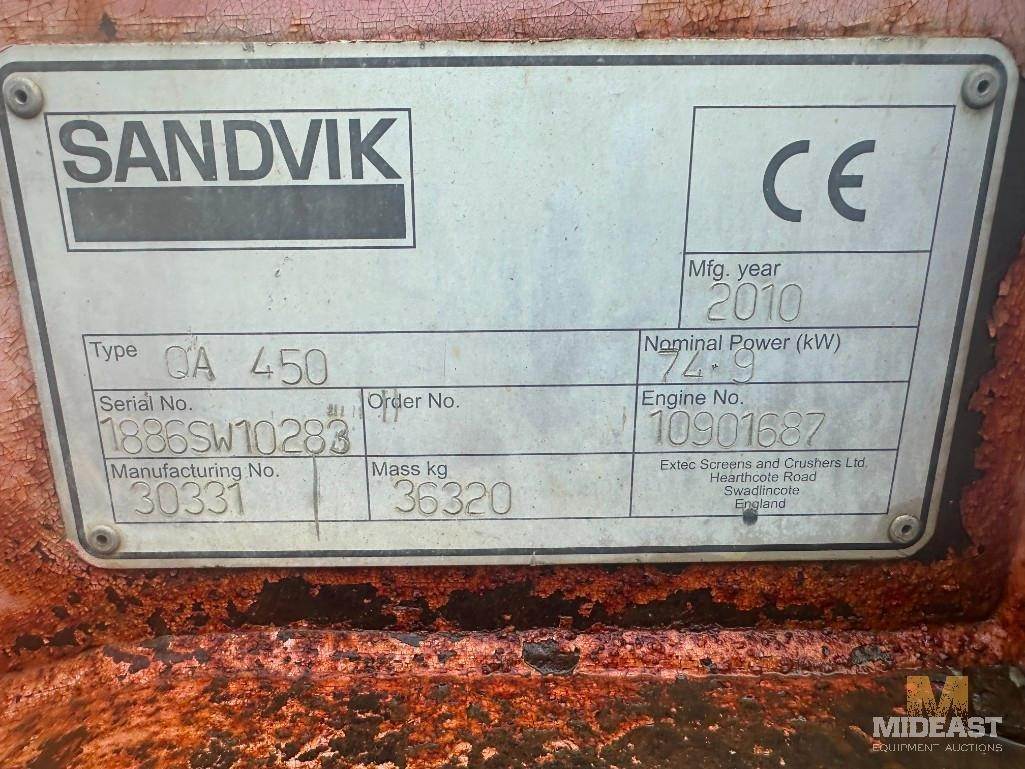 SANDVIK
CE
Mfg. year
2010
Type QA 450
Nominal Power (kW)
74.9
Serial No.
1886SW10283
Order No.
Engine No.
10901687
Manufacturing No.
30331
Mass kg
36320
Extec Screens and Crushers Ltd.
Hearthcote Road
Swadlincote
England
M
MIDEAST
EQUIPMENT AUCTIONS